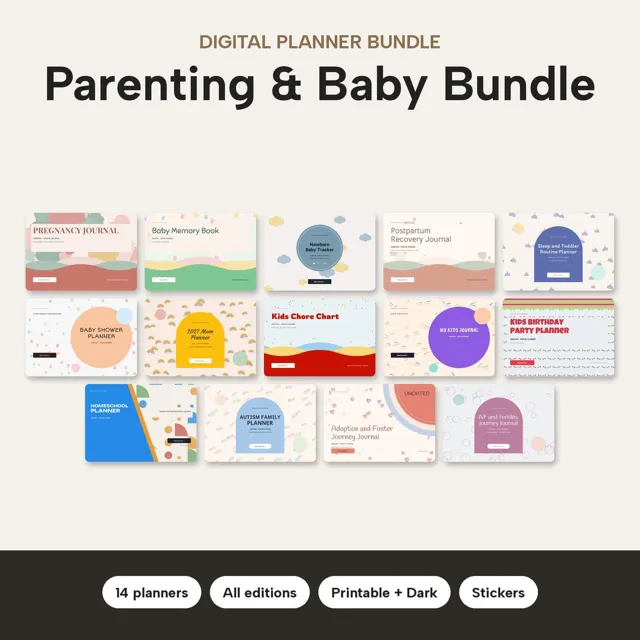 DIGITAL PLANNER BUNDLE
Parenting & Baby Bundle
PREGNANCY JOURNAL
Baby Memory Book
Newborn
Baby Tracker
Postpartum
Recovery Journal
Sleep and Toddler
Routine Planner
BABY SHOWER
PLANNER
2027 Mom
Planner
Kids Chore Chart
MY KIDS JOURNAL
KIDS BIRTHDAY
PARTY PLANNER
HOMESCHOOL
PLANNER
AUTISM FAMILY
PLANNER
UNDATED
Adoption and Foster
Journey Journal
IVF and Fertility
Journey Journal
14 planners
All editions
Printable + Dark
Stickers